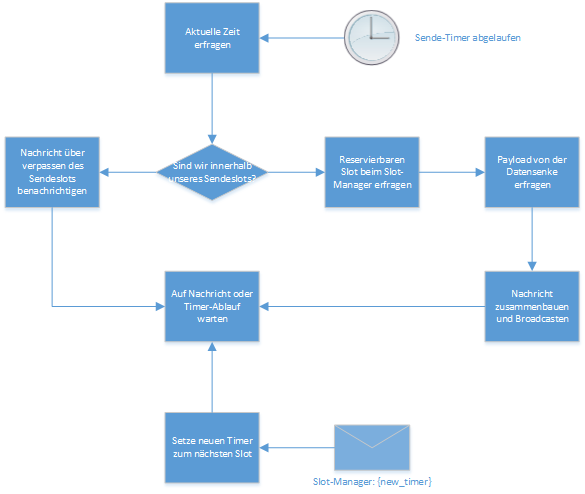 Aktuelle Zeit
erfragen
Sende-Timer abgelaufen
Nachricht über
verpassen des
Sendeslots
benachrichtigen
Sind wir innerhalb
unseres Sendeslots?
Reservierbaren
Slot beim Slot-
Manager erfragen
Payload von der
Datensenke
erfragen
Auf Nachricht oder
Timer-Ablauf
warten
Nachricht
zusammenbauen
und Broadcasten
Setze neuen Timer
zum nächsten Slot
Slot-Manager: {new_timer}